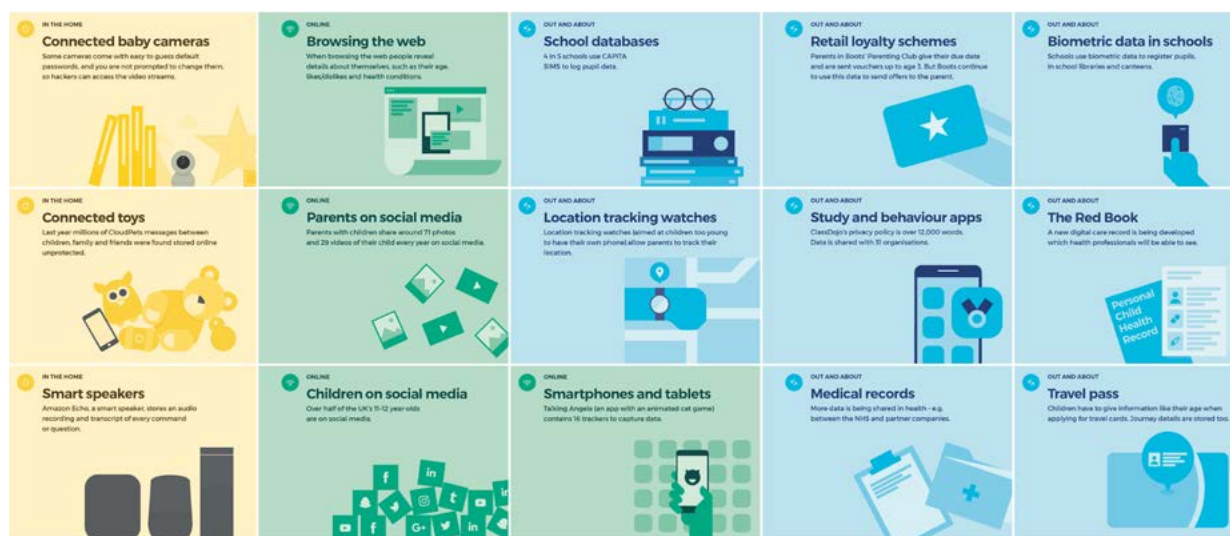 IN THE HOME
Connected baby cameras
Some cameras come with easy to guess default
passwords, and you are not prompted to change them,
so hackers can access the video streams.
ONLINE
Browsing the web
When browsing the web people reveal
details about themselves, such as their age,
likes/dislikes and health conditions.
OUT AND ABOUT
School databases
4 in 5 schools use CAPITA
SIMS to log pupil data.
OUT AND ABOUT
Retail loyalty schemes
Parents in Boots' Parenting Club give their due date
and are sent vouchers up to age 3. But Boots continue
to use this data to send offers to the parent.
OUT AND ABOUT
Biometric data in schools
Schools use biometric data to register pupils,
in school libraries and canteens.
IN THE HOME
Connected toys
Last year millions of CloudPets messages between
children, family and friends were found stored online
unprotected.
ONLINE
Parents on social media
Parents with children share around 71 photos
and 29 videos of their child every year on social media.
OUT AND ABOUT
Location tracking watches
Location tracking watches (aimed at children too young
to have their own phone) allow parents to track their
location.
OUT AND ABOUT
Study and behaviour apps
ClassDojo's privacy policy is over 12,000 words.
Data is shared with 31 organisations.
OUT AND ABOUT
The Red Book
A new digital care record is being developed
which health professionals will be able to see.
Personal
Child
Health
Record
IN THE HOME
Smart speakers
Amazon Echo, a smart speaker, stores an audio
recording and transcript of every command
or question.
ONLINE
Children on social media
Over half of the UK's 11-12 year-olds
are on social media.
f
in
t
f
G+
in
ONLINE
Smartphones and tablets
Talking Angela (an app with an animated cat game)
contains 16 trackers to capture data.
OUT AND ABOUT
Medical records
More data is being shared in health - e.g.
between the NHS and partner companies.
OUT AND ABOUT
Travel pass
Children have to give information like their age when
applying for travel cards. Journey details are stored too.